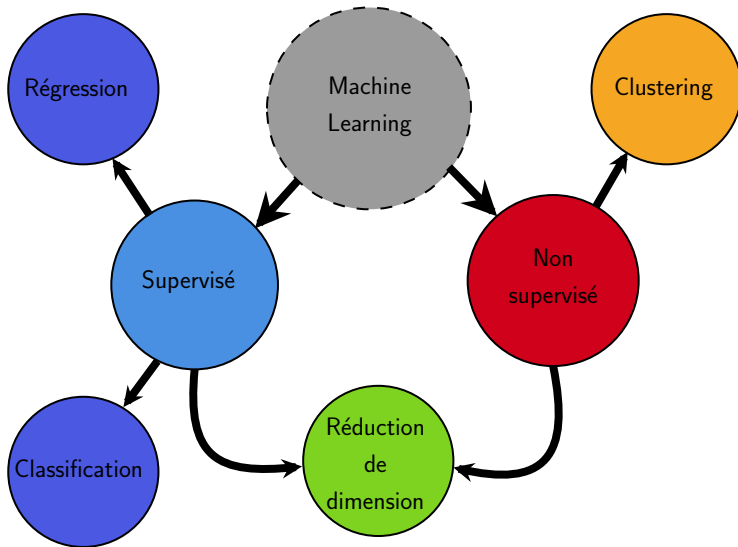 Régression
Machine
Learning
Clustering
Supervisé
Non
supervisé
Classification
Réduction
de
dimension